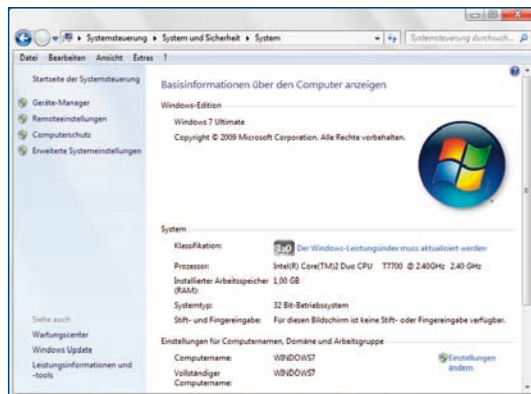 Systemsteuerung ▸ System und Sicherheit ▸ System
Systemsteuerung durchsuch...
Datei Bearbeiten Ansicht Extras ?
Startseite der Systemsteuerung
Geräte-Manager
Remoteeinstellungen
Computerschutz
Erweiterte Systemeinstellungen
Siehe auch
Wartungscenter
Windows Update
Leistungsinformationen und
-tools
Basisinformationen über den Computer anzeigen
Windows-Edition
Windows 7 Ultimate
Copyright © 2009 Microsoft Corporation. Alle Rechte vorbehalten.
System
Klassifikation: Der Windows-Leistungsindex muss aktualisiert werden
Prozessor: Intel(R) Core(TM)2 Duo CPU T7700 @ 2.40GHz 2.40 GHz
Installierter Arbeitsspeicher 1,00 GB
(RAM):
Systemtyp: 32 Bit-Betriebssystem
Stift- und Fingereingabe: Für diesen Bildschirm ist keine Stift- oder Fingereingabe verfügbar.
Einstellungen für Computernamen, Domäne und Arbeitsgruppe
Computername: WINDOWS7 Einstellungen
ändern
Vollständiger WINDOWS7
Computername: